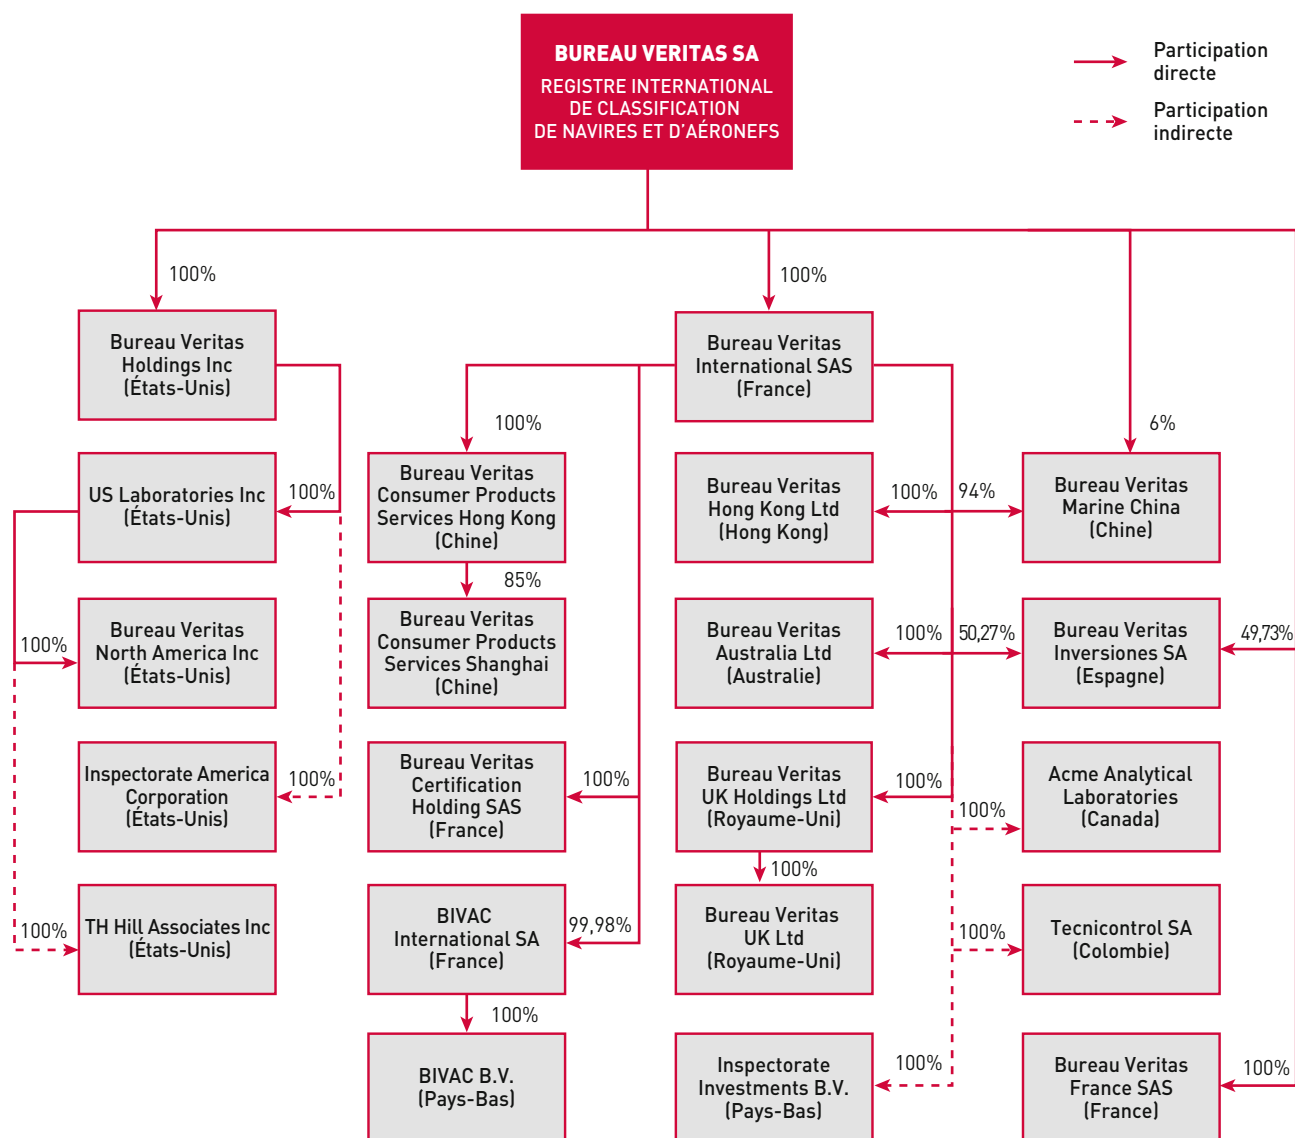 BUREAU VERITAS SA
REGISTRE INTERNATIONAL
DE CLASSIFICATION
DE NAVIRES ET D'AÉRONEFS
Participation
directe
Participation
indirecte
100%
100%
Bureau Veritas
Holdings Inc
(États-Unis)
Bureau Veritas
International SAS
(France)
100%
6%
US Laboratories Inc
(États-Unis)
100%
Bureau Veritas
Consumer Products
Services Hong Kong
(Chine)
Bureau Veritas
Hong Kong Ltd
(Hong Kong)
100%
94%
Bureau Veritas
Marine China
(Chine)
85%
100%
Bureau Veritas
North America Inc
(États-Unis)
Bureau Veritas
Consumer Products
Services Shanghai
(Chine)
Bureau Veritas
Australia Ltd
(Australie)
100%
50,27%
Bureau Veritas
Inversiones SA
(Espagne)
49,73%
Inspectorate America
Corporation
(États-Unis)
100%
Bureau Veritas
Certification
Holding SAS
(France)
100%
Bureau Veritas
UK Holdings Ltd
(Royaume-Uni)
100%
100%
Acme Analytical
Laboratories
(Canada)
100%
100%
TH Hill Associates Inc
(États-Unis)
BIVAC
International SA
(France)
99,98%
Bureau Veritas
UK Ltd
(Royaume-Uni)
100%
Tecnicontrol SA
(Colombie)
100%
BIVAC B.V.
(Pays-Bas)
Inspectorate
Investments B.V.
(Pays-Bas)
100%
Bureau Veritas
France SAS
(France)
100%